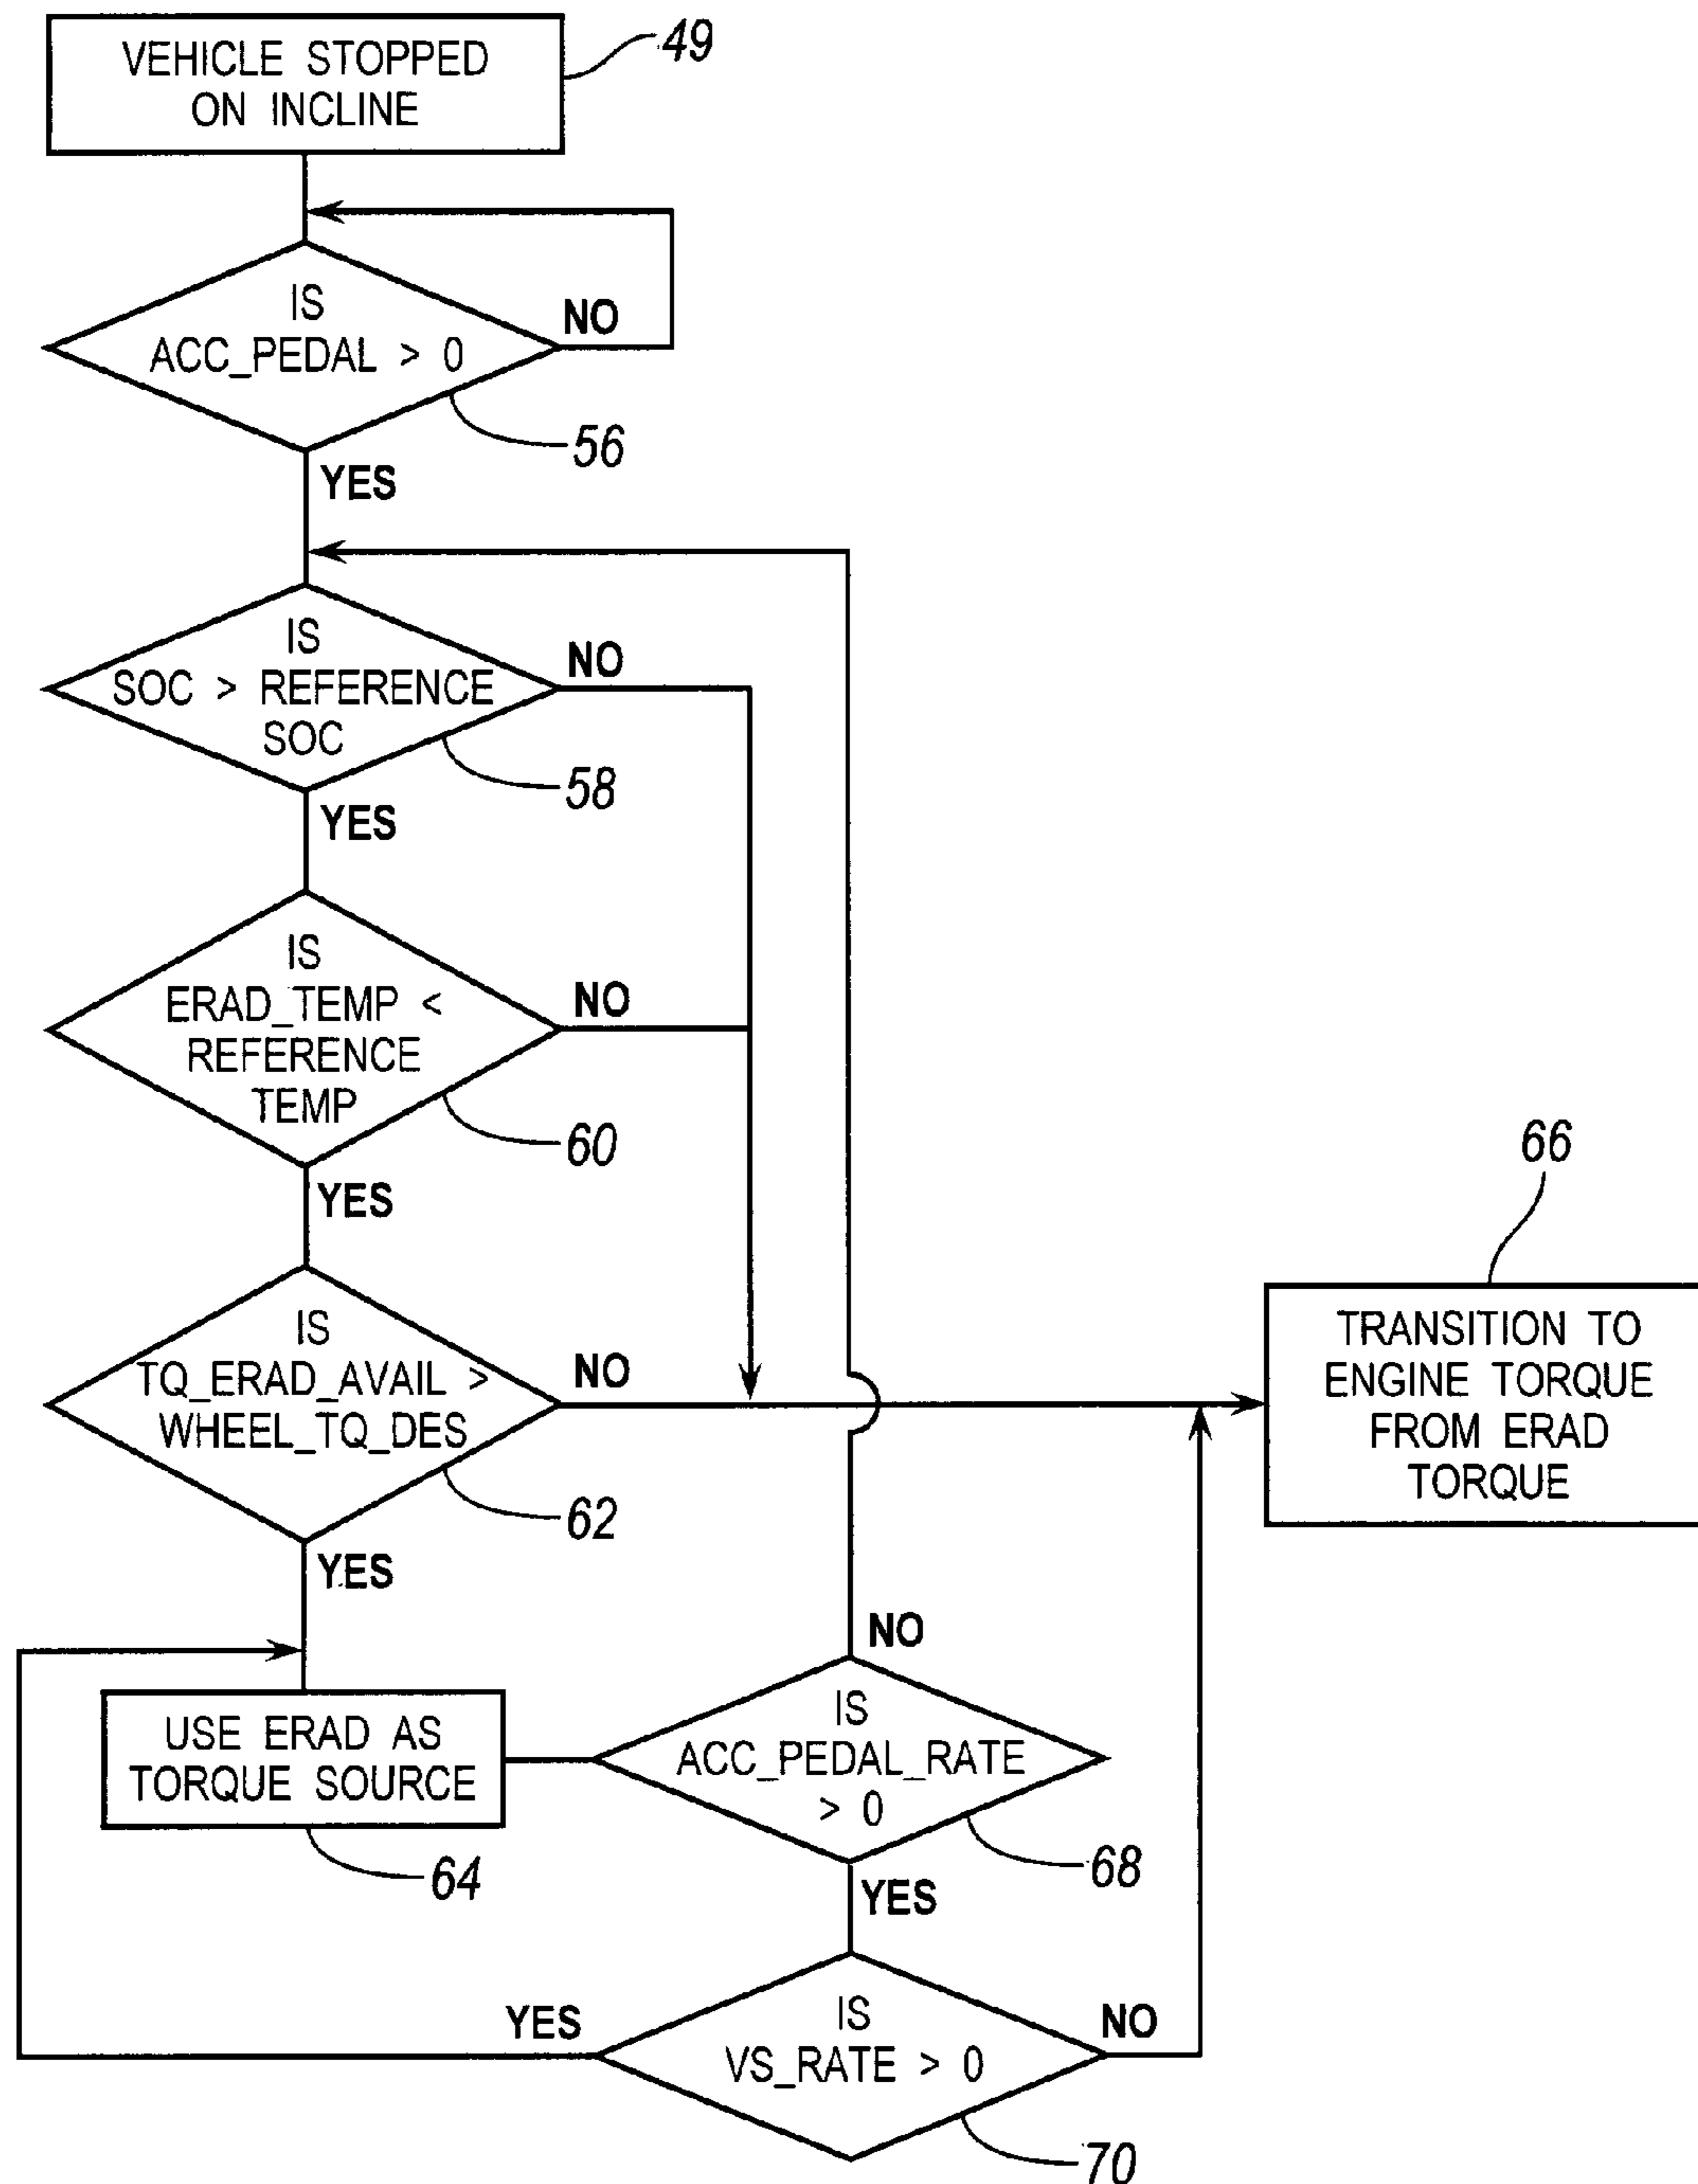 VEHICLE STOPPED
ON INCLINE
49
IS
ACC_PEDAL > 0
NO
56
YES
IS
SOC > REFERENCE
SOC
NO
58
YES
IS
ERAD_TEMP <
REFERENCE
TEMP
NO
60
YES
66
IS
TQ_ERAD_AVAIL >
WHEEL_TQ_DES
NO
62
YES
TRANSITION TO
ENGINE TORQUE
FROM ERAD
TORQUE
USE ERAD AS
TORQUE SOURCE
64
NO
IS
ACC_PEDAL_RATE
> 0
68
YES
IS
VS_RATE > 0
YES
NO
70